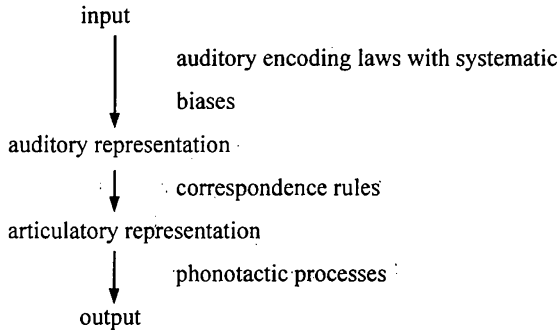 input
auditory encoding laws with systematic
biases
auditory representation
correspondence rules
articulatory representation
phonotactic processes
output